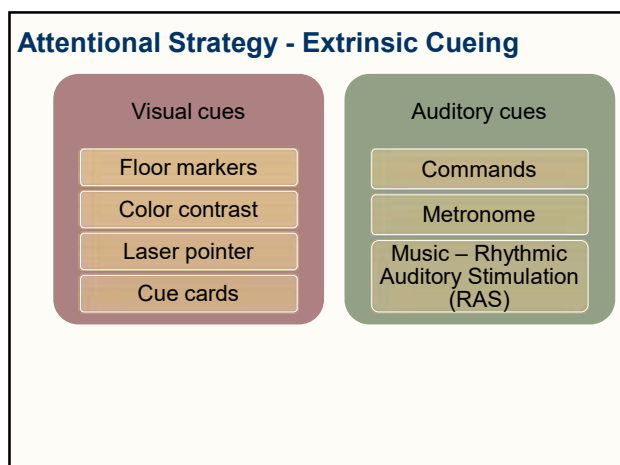 Attentional Strategy - Extrinsic Cueing
Visual cues
Floor markers
Color contrast
Laser pointer
Cue cards
Auditory cues
Commands
Metronome
Music – Rhythmic
Auditory Stimulation
(RAS)